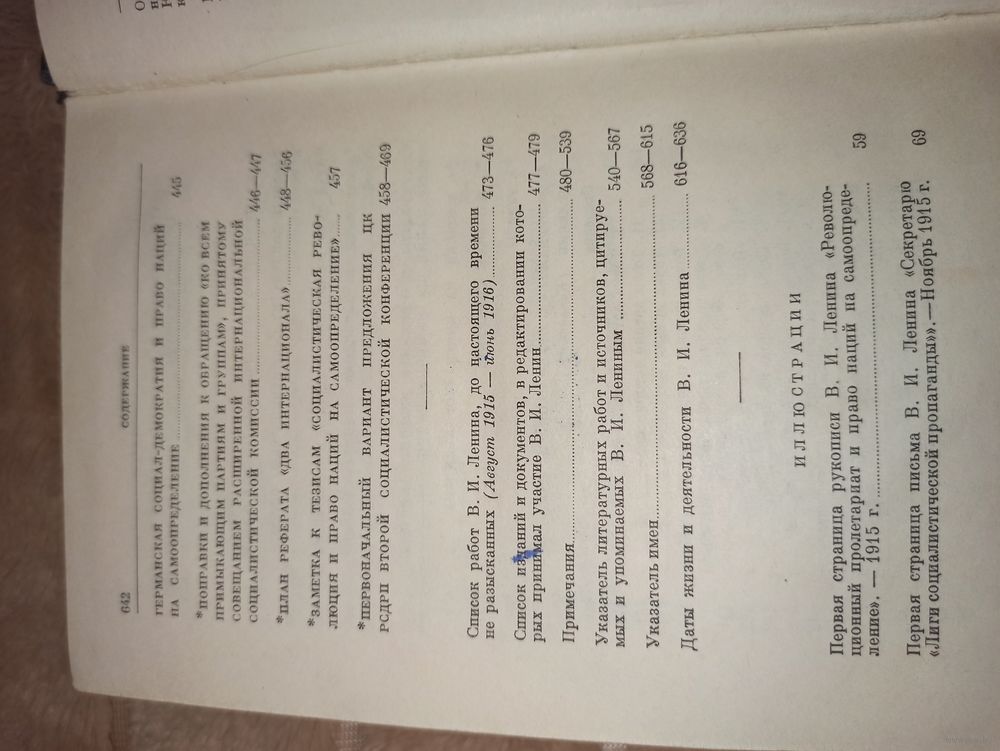 642
СОДЕРЖАНИЕ
ГЕРМАНСКАЯ СОЦИАЛ-ДЕМОКРАТИЯ И ПРАВО НАЦИЙ
НА САМООПРЕДЕЛЕНИЕ ........ 445
*ПОПРАВКИ И ДОПОЛНЕНИЯ К ОБРАЩЕНИЮ «КО ВСЕМ
ПРИМЫКАЮЩИМ ПАРТИЯМ И ГРУППАМ», ПРИНЯТОМУ
СОВЕЩАНИЕМ РАСШИРЕННОЙ ИНТЕРНАЦИОНАЛЬНОЙ
СОЦИАЛИСТИЧЕСКОЙ КОМИССИИ ........ 446—447
*ПЛАН РЕФЕРАТА «ДВА ИНТЕРНАЦИОНАЛА» ........ 448—456
*ЗАМЕТКА К ТЕЗИСАМ «СОЦИАЛИСТИЧЕСКАЯ РЕВО-
ЛЮЦИЯ И ПРАВО НАЦИЙ НА САМООПРЕДЕЛЕНИЕ» ........ 457
*ПЕРВОНАЧАЛЬНЫЙ ВАРИАНТ ПРЕДЛОЖЕНИЯ ЦК
РСДРП ВТОРОЙ СОЦИАЛИСТИЧЕСКОЙ КОНФЕРЕНЦИИ 458—469
Список работ В. И. Ленина, до настоящего времени
не разысканных (Август 1915 — июнь 1916) ........ 473—476
Список изданий и документов, в редактировании кото-
рых принимал участие В. И. Ленин ........ 477—479
Примечания ........ 480—539
Указатель литературных работ и источников, цитируе-
мых и упоминаемых В. И. Лениным ........ 540—567
Указатель имен ........ 568—615
Даты жизни и деятельности В. И. Ленина ........ 616—636
ИЛЛЮСТРАЦИИ
Первая страница рукописи В. И. Ленина «Револю-
ционный пролетариат и право наций на самоопреде-
ление». — 1915 г. ........ 59
Первая страница письма В. И. Ленина «Секретарю
«Лиги социалистической пропаганды»». — Ноябрь 1915 г. 69